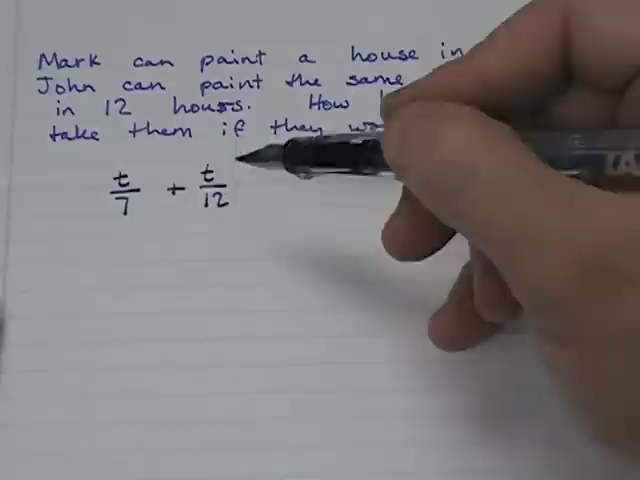 Mark can paint a house in
John can paint the same
in 12 hours. How
take them if they
t/7 + t/12